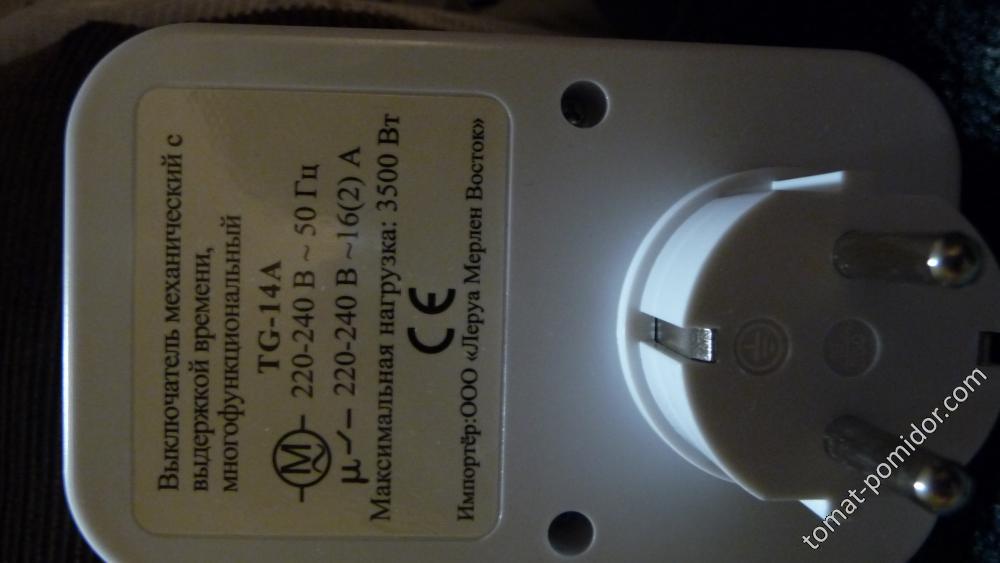 Выключатель механический с
выдержкой времени,
многофункциональный
TG-14A
M 220-240 В ~ 50 Гц
μ 220-240 В ~16(2) А
Максимальная нагрузка: 3500 Вт
CE
Импортёр:ООО «Леруа Мерлен Восток»
tomat-pomidor.com